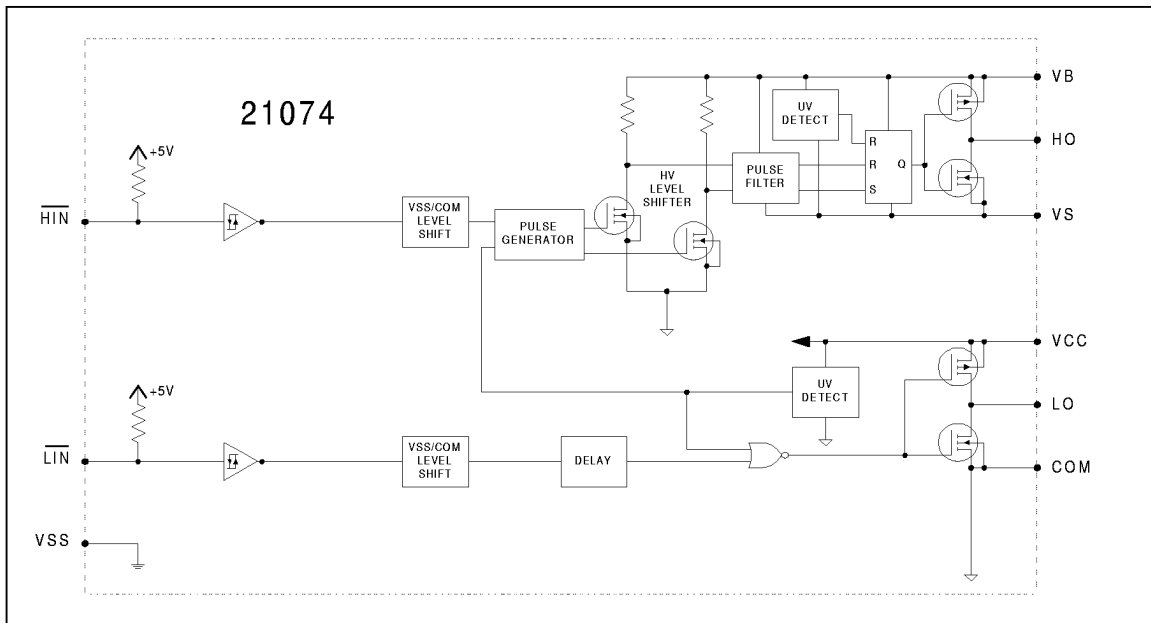 21074
VB
UV
DETECT
HO
+5V
R
R
Q
S
PULSE
FILTER
HV
LEVEL
SHIFTER
HIN
VSS/COM
LEVEL
SHIFT
PULSE
GENERATOR
VS
VCC
UV
DETECT
LO
+5V
LIN
VSS/COM
LEVEL
SHIFT
DELAY
COM
VSS